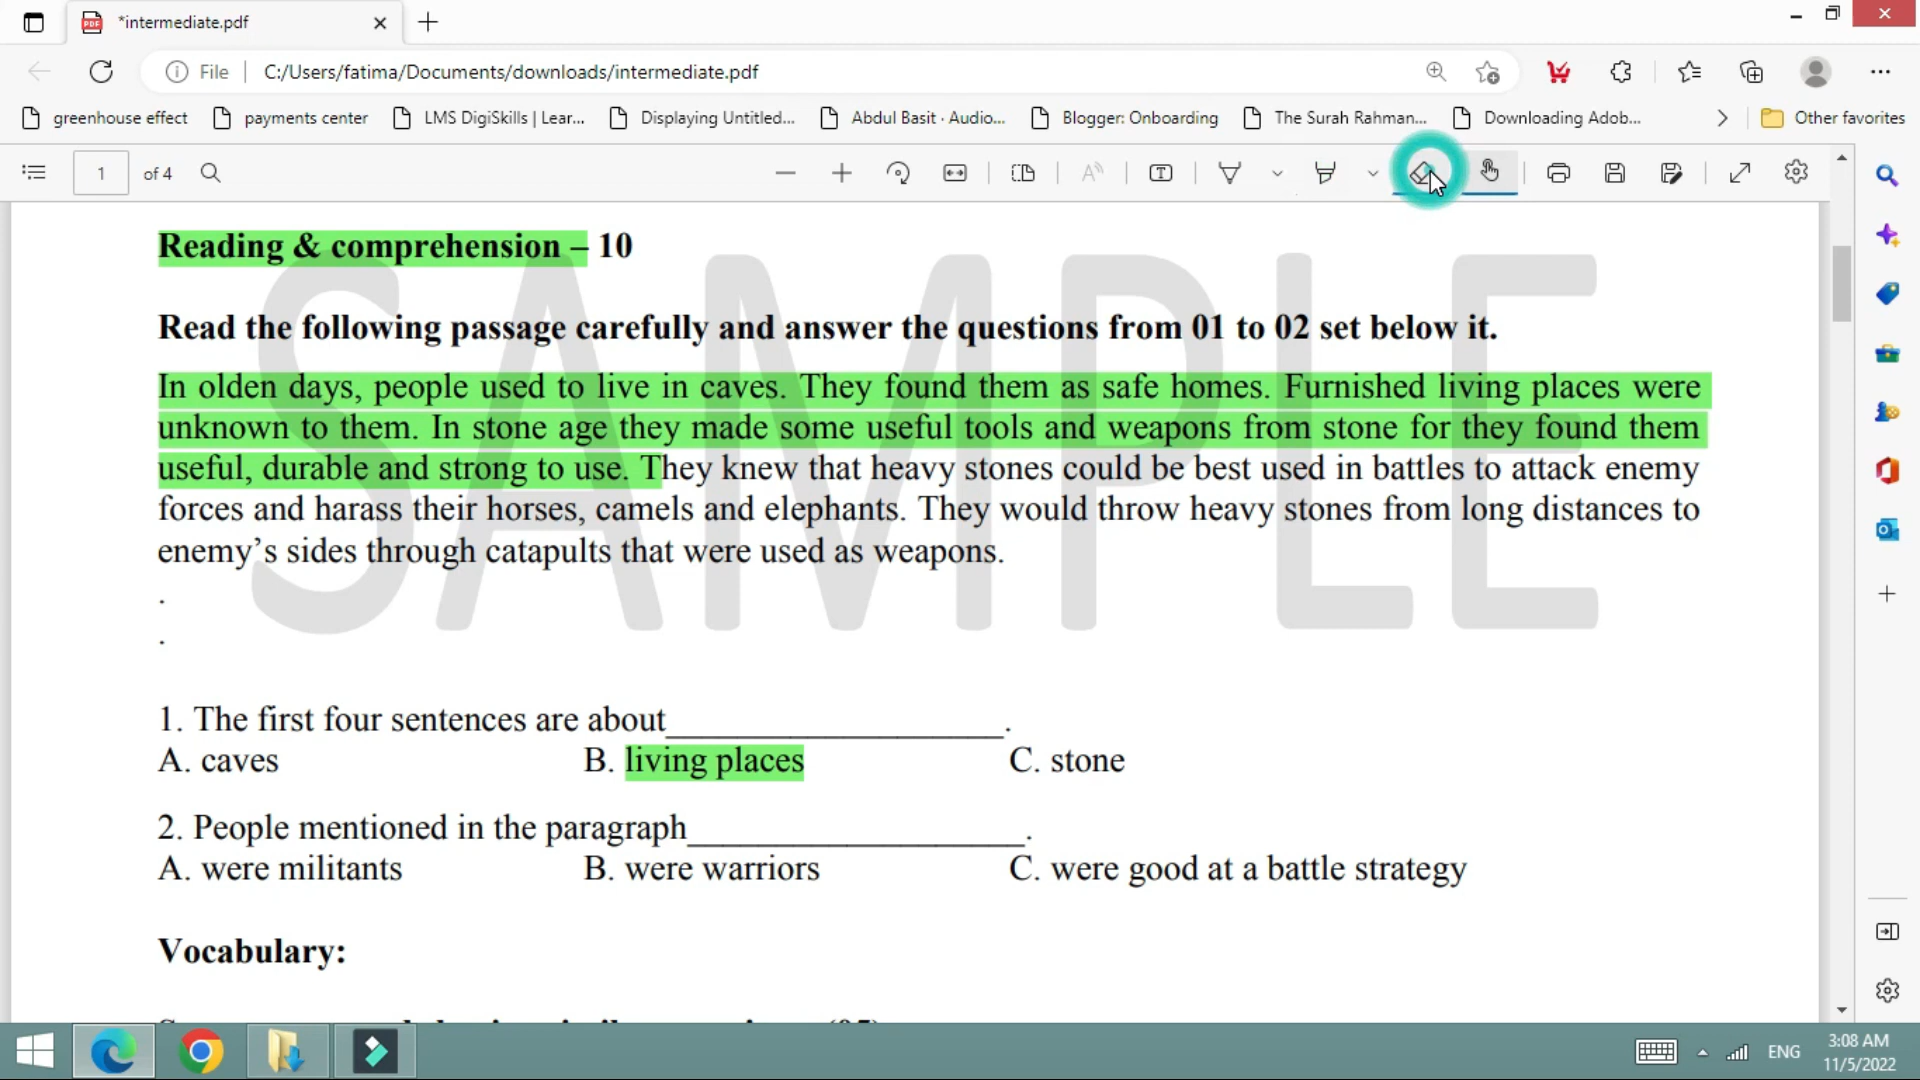 *intermediate.pdf
File
C:/Users/fatima/Documents/downloads/intermediate.pdf
greenhouse effect
payments center
LMS DigiSkills | Lear...
Displaying Untitled...
Abdul Basit · Audio...
Blogger: Onboarding
The Surah Rahman...
Downloading Adob...
Other favorites
1 of 4
Reading & comprehension – 10
Read the following passage carefully and answer the questions from 01 to 02 set below it.
In olden days, people used to live in caves. They found them as safe homes. Furnished living places were
unknown to them. In stone age they made some useful tools and weapons from stone for they found them
useful, durable and strong to use. They knew that heavy stones could be best used in battles to attack enemy
forces and harass their horses, camels and elephants. They would throw heavy stones from long distances to
enemy’s sides through catapults that were used as weapons.
.
.
SAMPLE
1. The first four sentences are about____________________.
A. caves B. living places C. stone
2. People mentioned in the paragraph____________________.
A. were militants B. were warriors C. were good at a battle strategy
Vocabulary:
ENG
3:08 AM
11/5/2022